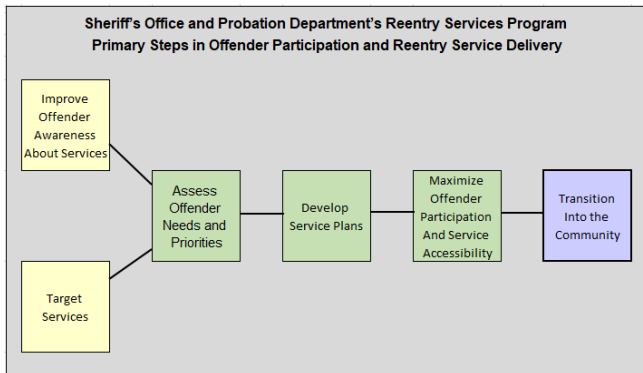 Sheriff's Office and Probation Department's Reentry Services Program
Primary Steps in Offender Participation and Reentry Service Delivery
Improve
Offender
Awareness
About Services
Assess
Offender
Needs and
Priorities
Develop
Service Plans
Maximize
Offender
Participation
And Service
Accessibility
Transition
Into the
Community
Target
Services